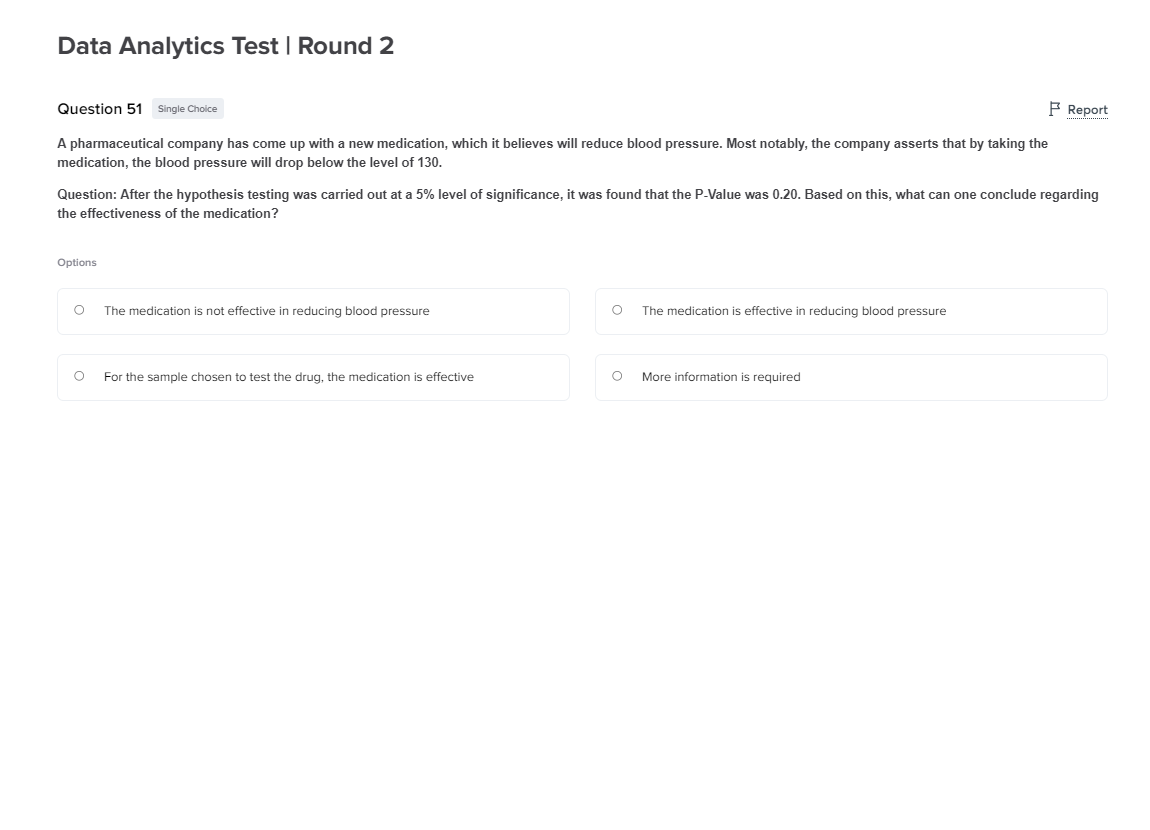 Data Analytics Test | Round 2
Question 51 Single Choice
Report
A pharmaceutical company has come up with a new medication, which it believes will reduce blood pressure. Most notably, the company asserts that by taking the
medication, the blood pressure will drop below the level of 130.
Question: After the hypothesis testing was carried out at a 5% level of significance, it was found that the P-Value was 0.20. Based on this, what can one conclude regarding
the effectiveness of the medication?
Options
The medication is not effective in reducing blood pressure
The medication is effective in reducing blood pressure
For the sample chosen to test the drug, the medication is effective
More information is required